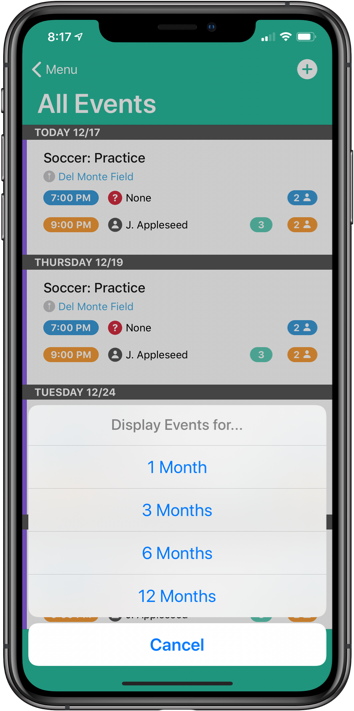 8:17
Menu
All Events
TODAY 12/17
Soccer: Practice
Del Monte Field
7:00 PM ? None 2
9:00 PM J. Appleseed 3 2
THURSDAY 12/19
Soccer: Practice
Del Monte Field
7:00 PM ? None 2
9:00 PM J. Appleseed 3 2
TUESDAY 12/24
Display Events for...
1 Month
3 Months
6 Months
12 Months
J. Appleseed
Cancel